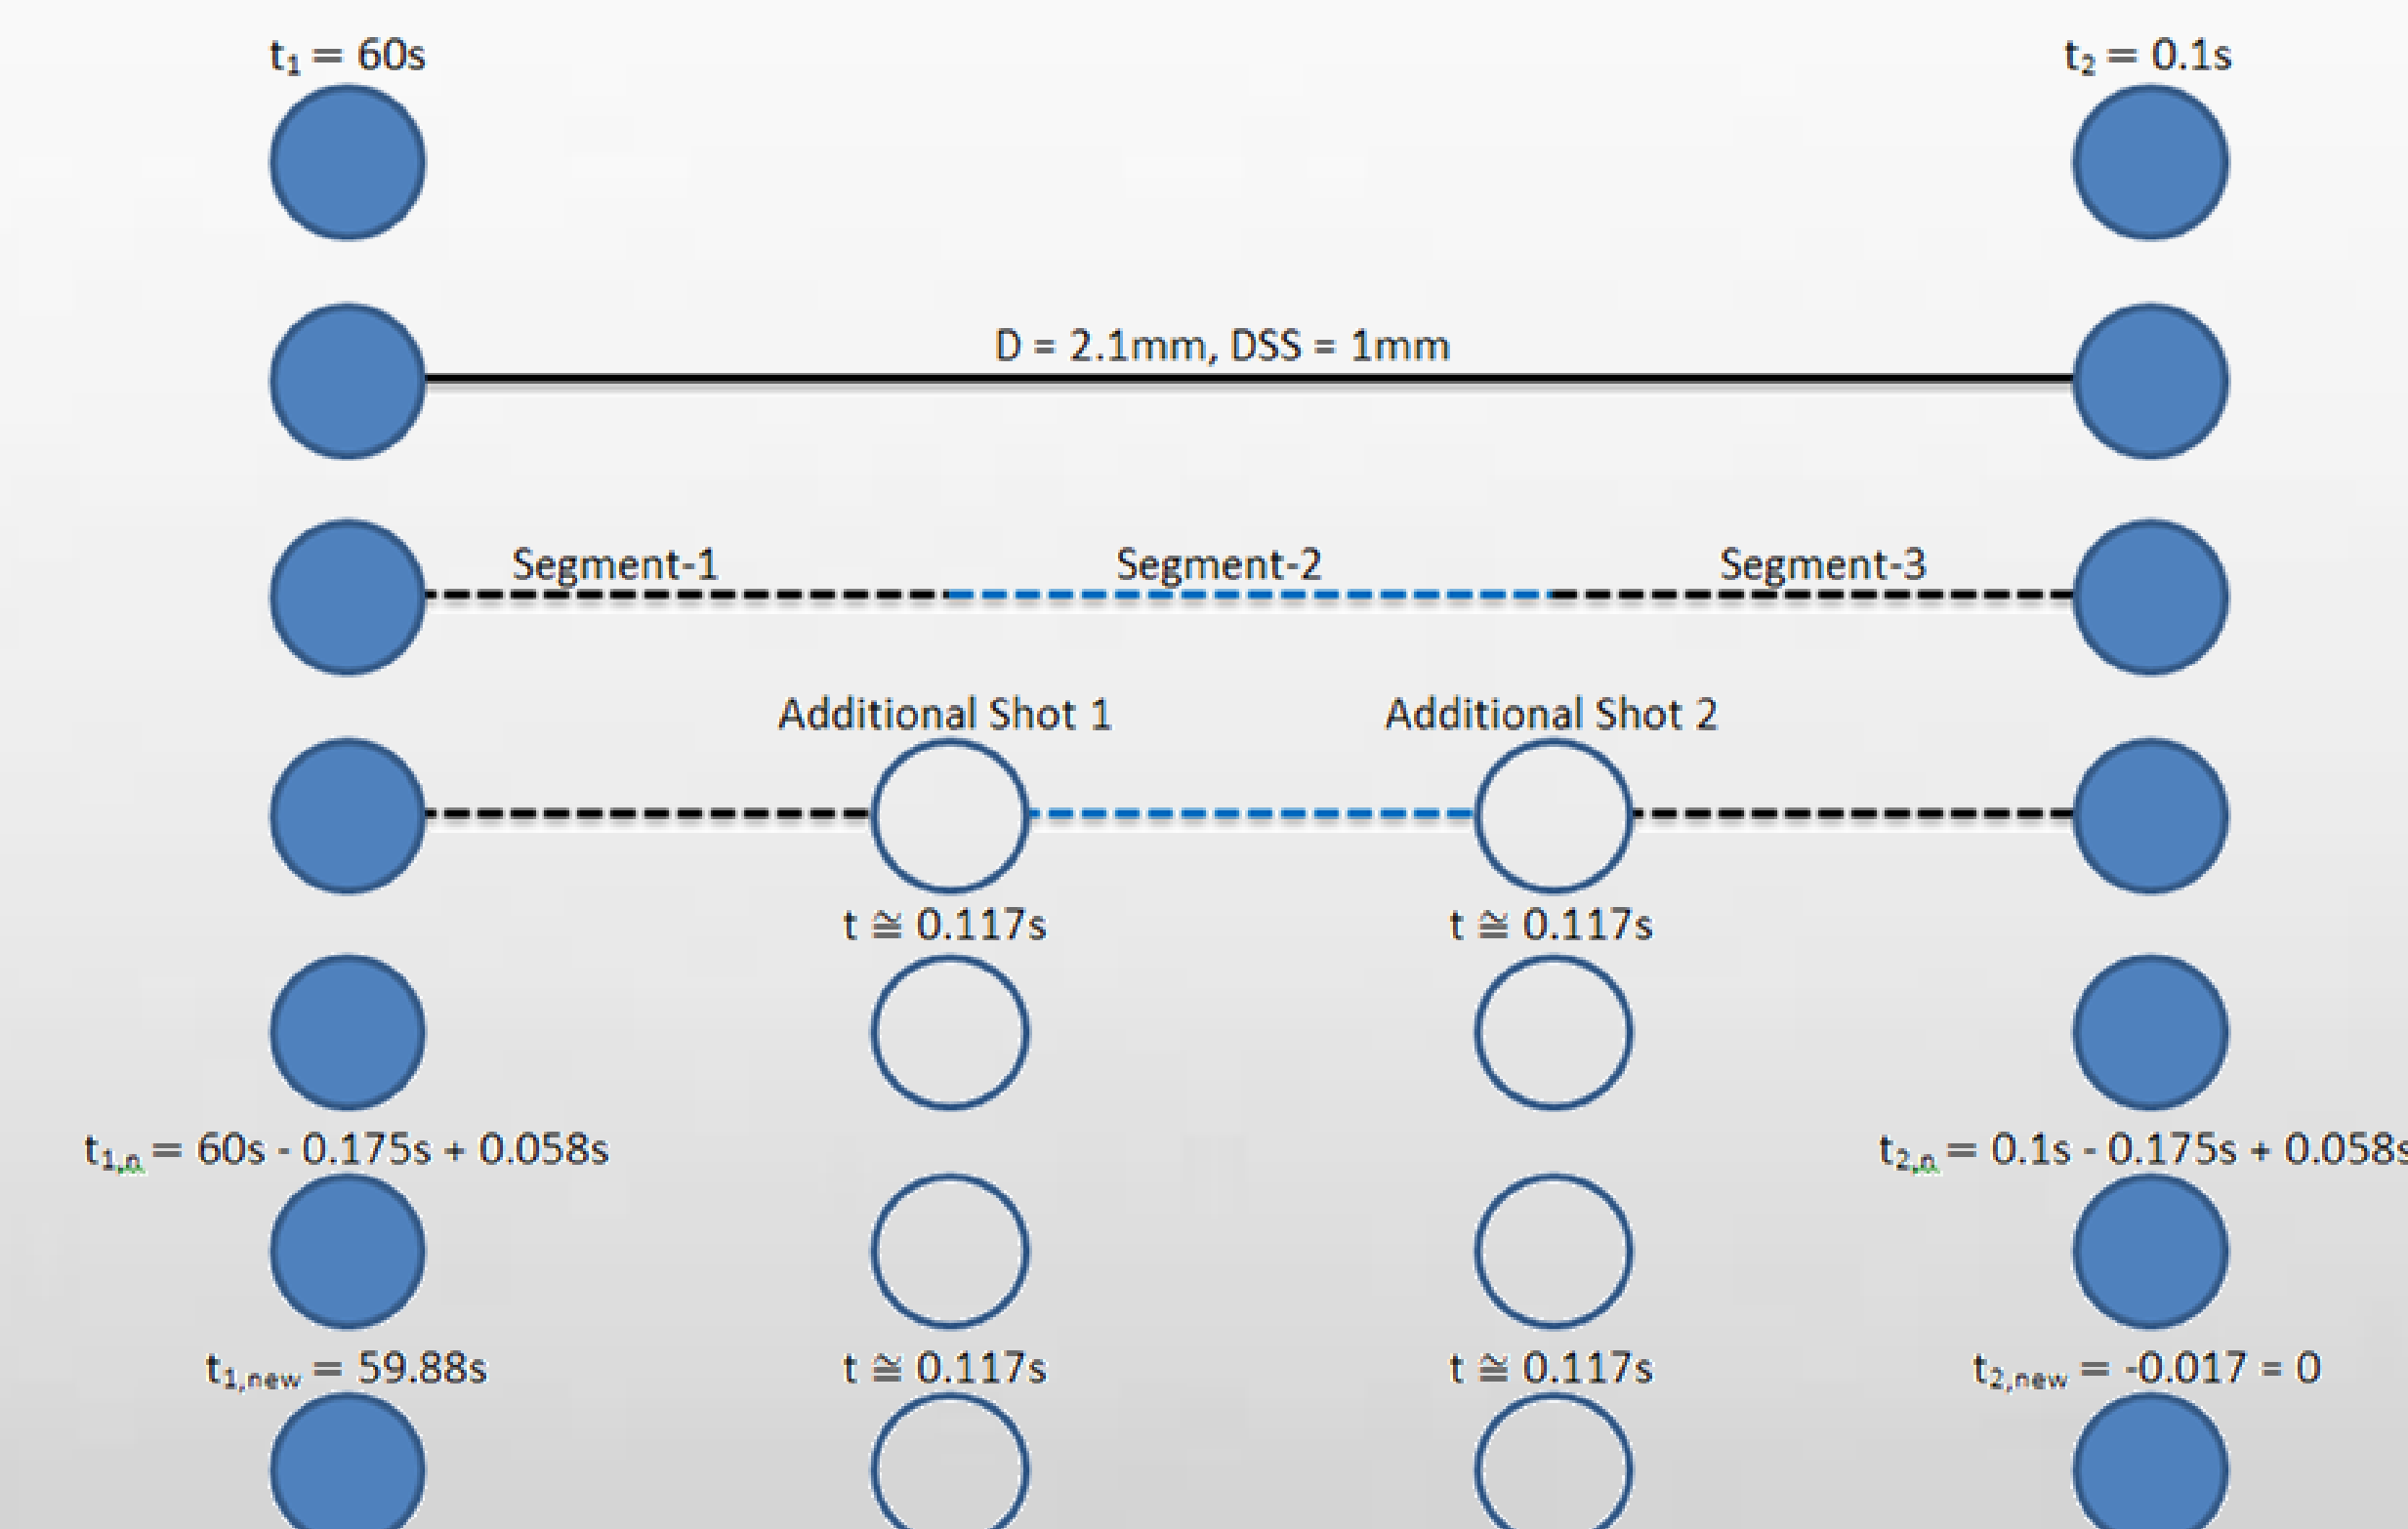 t₁ = 60s
t₂ = 0.1s
D = 2.1mm, DSS = 1mm
Segment-1
Segment-2
Segment-3
Additional Shot 1
Additional Shot 2
t ≅ 0.117s
t ≅ 0.117s
t₁,ₙ = 60s - 0.175s + 0.058s
t₂,ₙ = 0.1s - 0.175s + 0.058s
t₁,new = 59.88s
t ≅ 0.117s
t ≅ 0.117s
t₂,new = -0.017 = 0